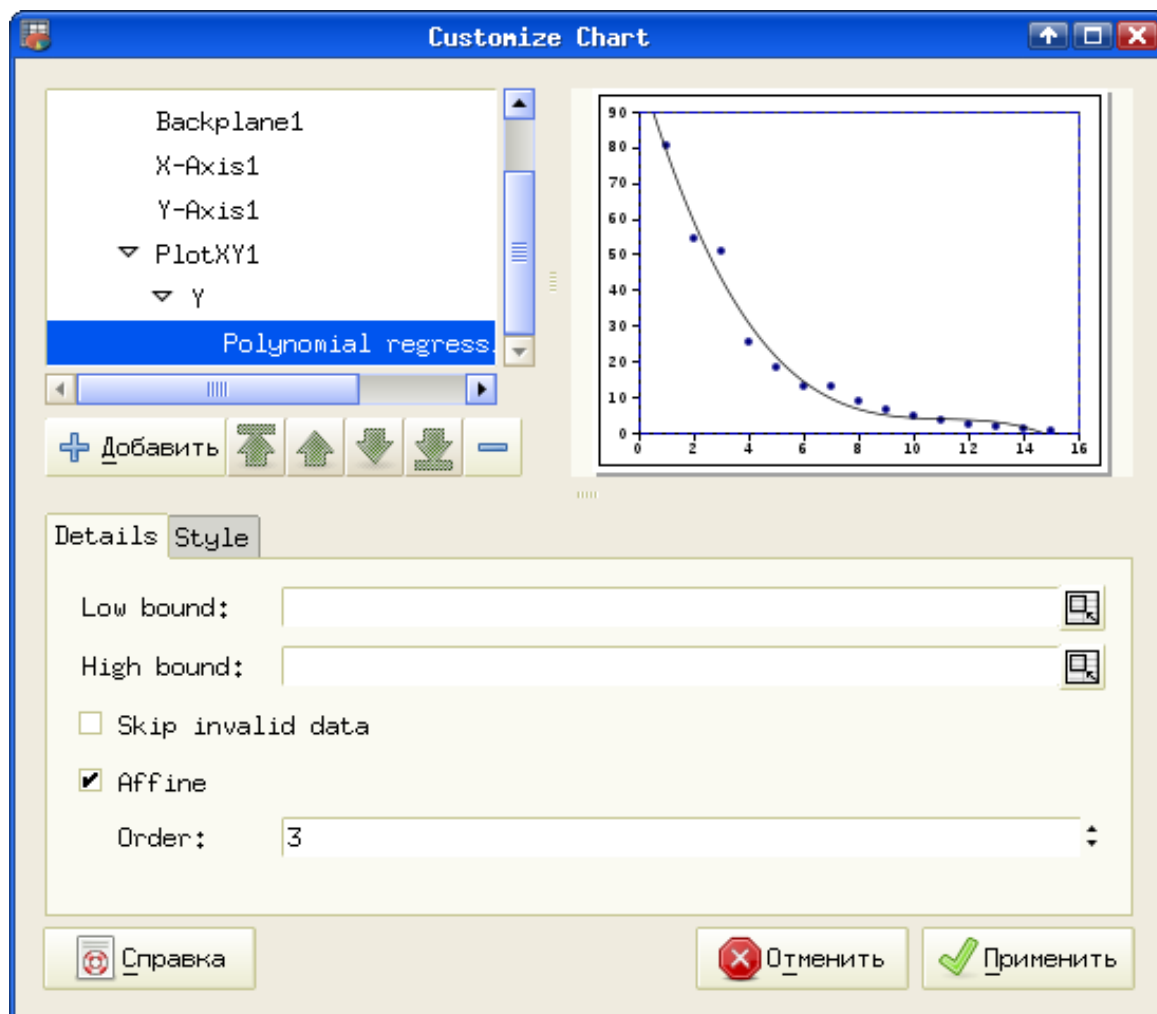 Customize Chart
Backplane1
X-Axis1
Y-Axis1
PlotXY1
Y
Polynomial regress.
Добавить
90
80
70
60
50
40
30
20
10
0
0 2 4 6 8 10 12 14 16
Details Style
Low bound:
High bound:
Skip invalid data
Affine
Order: 3
Справка Отменить Применить